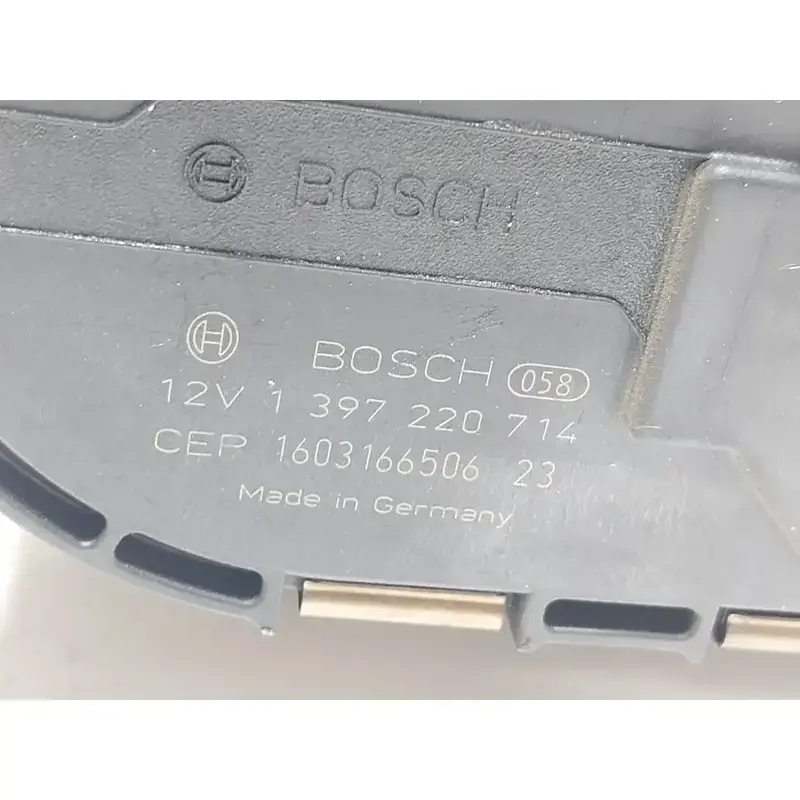 BOSCH
BOSCH 058
12V 1 397 220 714
CEP 1603166506 23
Made in Germany